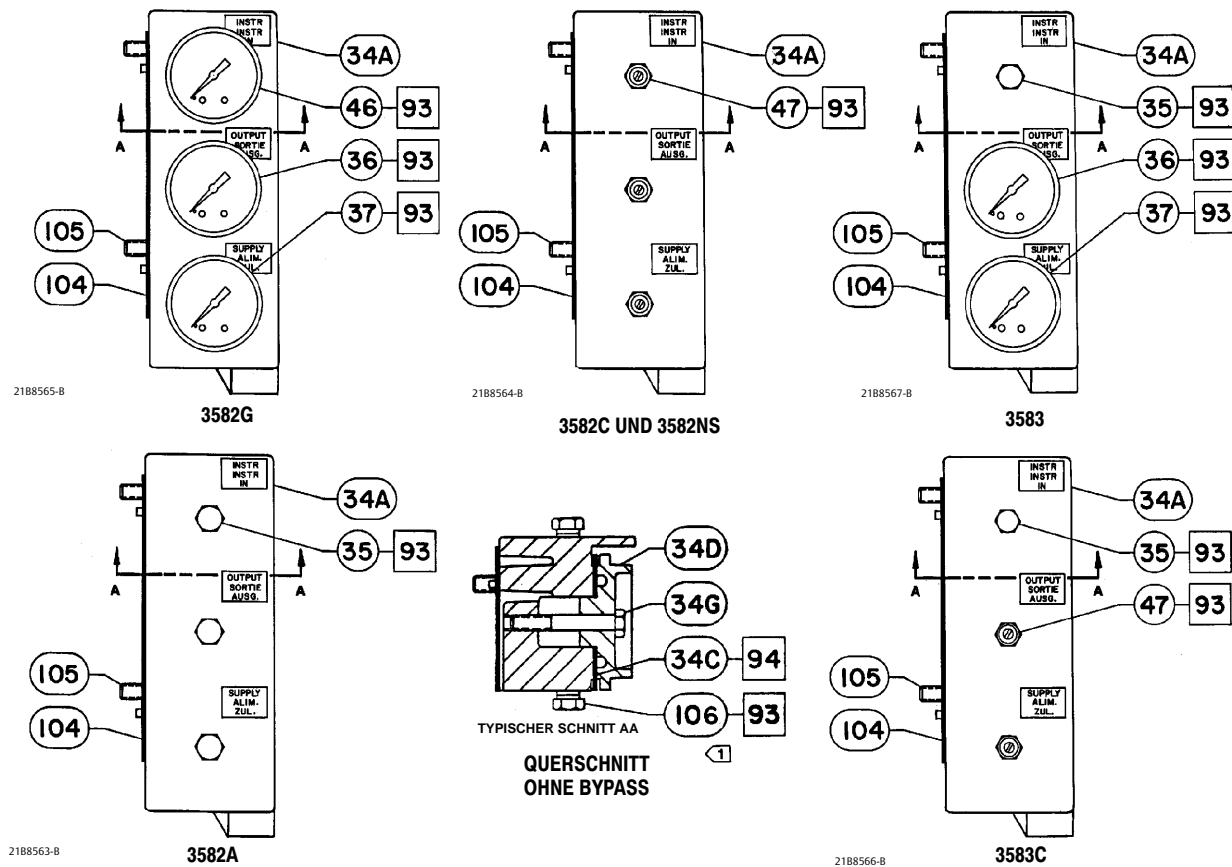 INSTR
INSTR
IN
34A
46 93
A A
OUTPUT
SORTIE
AUSG.
36 93
37 93
105
SUPPLY
ALIM.
ZUL.
104
21B8565-B
3582G
INSTR
INSTR
IN
34A
47 93
A A
OUTPUT
SORTIE
AUSG.
105
SUPPLY
ALIM.
ZUL.
104
21B8564-B
3582C UND 3582NS
INSTR
INSTR
IN
34A
35 93
A A
OUTPUT
SORTIE
36 93
37 93
105
SUPPLY
ALIM.
104
21B8567-B
3583
INSTR
INSTR
IN
34A
35 93
A A
OUTPUT
SORTIE
AUSG.
105
SUPPLY
ALIM.
ZUL.
104
21B8563-B
3582A
34D
34G
34C 94
106 93
TYPISCHER SCHNITT AA
1
QUERSCHNITT
OHNE BYPASS
INSTR
INSTR
IN
34A
35 93
A A
OUTPUT
SORTIE
AUSG.
47 93
105
SUPPLY
ALIM.
ZUL.
104
21B8566-B
3583C